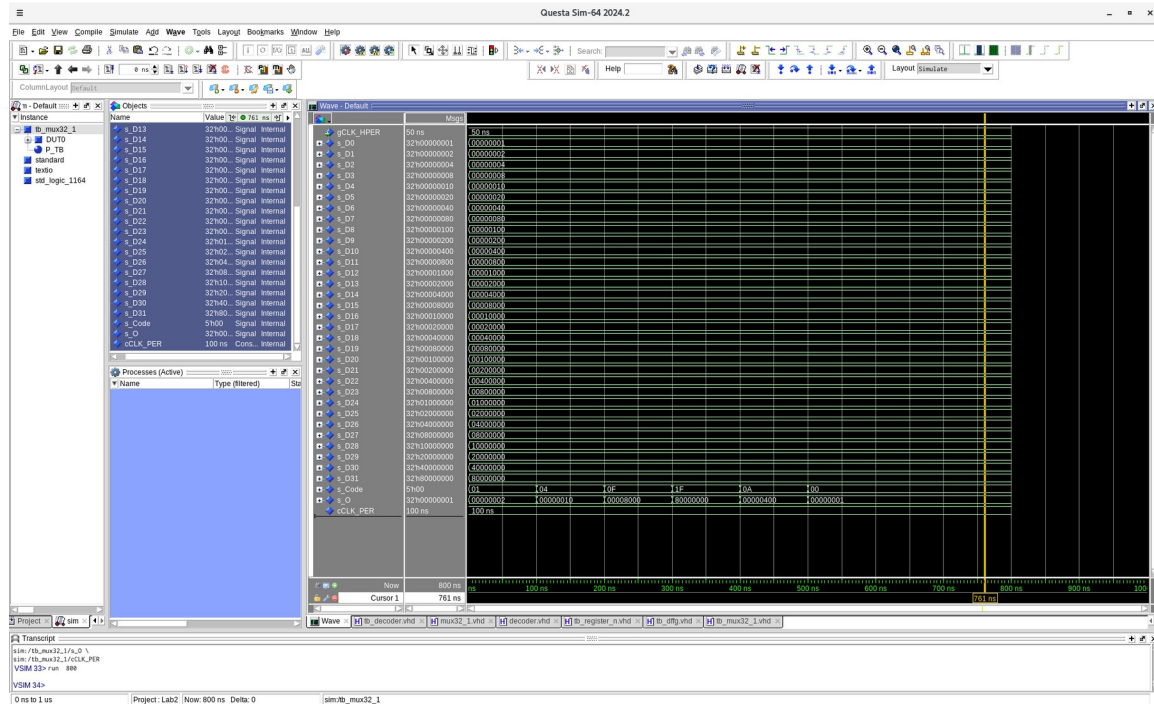 Questa Sim-64 2024.2
File Edit View Compile Simulate Add Wave Tools Layout Bookmarks Window Help
Search:
0 ns
Help
Layout Simulate
ColumnLayout Default
n - Default
Instance
tb_mux32_1
DUT0
P_TB
standard
textio
std_logic_1164
Objects
Name Value 761 ns
s_D13 32'h00... Signal Internal
s_D14 32'h00... Signal Internal
s_D15 32'h00... Signal Internal
s_D16 32'h00... Signal Internal
s_D17 32'h00... Signal Internal
s_D18 32'h00... Signal Internal
s_D19 32'h00... Signal Internal
s_D20 32'h00... Signal Internal
s_D21 32'h00... Signal Internal
s_D22 32'h00... Signal Internal
s_D23 32'h00... Signal Internal
s_D24 32'h01... Signal Internal
s_D25 32'h02... Signal Internal
s_D26 32'h04... Signal Internal
s_D27 32'h08... Signal Internal
s_D28 32'h10... Signal Internal
s_D29 32'h20... Signal Internal
s_D30 32'h40... Signal Internal
s_D31 32'h80... Signal Internal
s_Code 5'h00 Signal Internal
s_O 32'h00... Signal Internal
cCLK_PER 100 ns Cons... Internal
Processes (Active)
Name Type (filtered) Sta
Wave - Default
Msgs
gCLK_HPER 50 ns 50 ns
s_D0 32'h00000001 00000001
s_D1 32'h00000002 00000002
s_D2 32'h00000004 00000004
s_D3 32'h00000008 00000008
s_D4 32'h00000010 00000010
s_D5 32'h00000020 00000020
s_D6 32'h00000040 00000040
s_D7 32'h00000080 00000080
s_D8 32'h00000100 00000100
s_D9 32'h00000200 00000200
s_D10 32'h00000400 00000400
s_D11 32'h00000800 00000800
s_D12 32'h00001000 00001000
s_D13 32'h00002000 00002000
s_D14 32'h00004000 00004000
s_D15 32'h00008000 00008000
s_D16 32'h00010000 00010000
s_D17 32'h00020000 00020000
s_D18 32'h00040000 00040000
s_D19 32'h00080000 00080000
s_D20 32'h00100000 00100000
s_D21 32'h00200000 00200000
s_D22 32'h00400000 00400000
s_D23 32'h00800000 00800000
s_D24 32'h01000000 01000000
s_D25 32'h02000000 02000000
s_D26 32'h04000000 04000000
s_D27 32'h08000000 08000000
s_D28 32'h10000000 10000000
s_D29 32'h20000000 20000000
s_D30 32'h40000000 40000000
s_D31 32'h80000000 80000000
s_Code 5'h00 01 04 0F 1F 0A 00
s_O 32'h00000001 00000002 00000010 00008000 80000000 00000400 00000001
cCLK_PER 100 ns 100 ns
Now 800 ns ns 100 ns 200 ns 300 ns 400 ns 500 ns 600 ns 700 ns 800 ns 900 ns 100
Cursor 1 761 ns 761 ns
Project sim
Wave tb_decoder.vhd mux32_1.vhd decoder.vhd tb_register_n.vhd tb_dffg.vhd tb_mux32_1.vhd
Transcript
sim:/tb_mux32_1/s_O \
sim:/tb_mux32_1/cCLK_PER
VSIM 33> run 800
VSIM 34>
0 ns to 1 us Project : Lab2 Now: 800 ns Delta: 0 sim:/tb_mux32_1